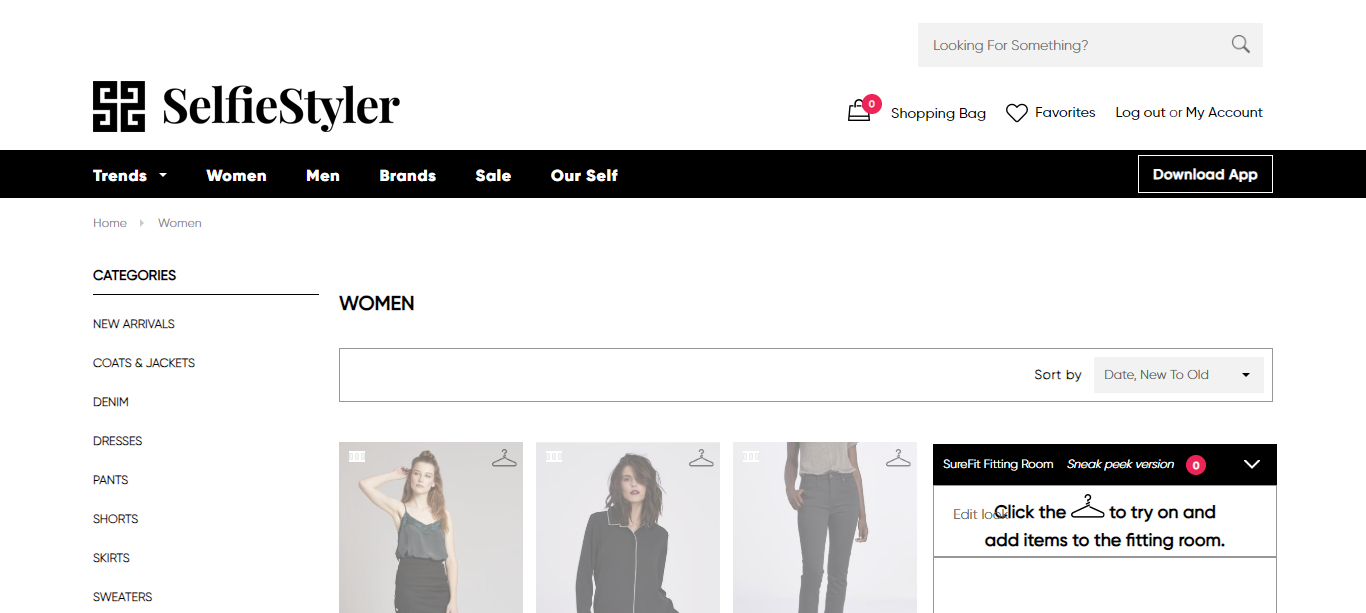 Looking For Something?
SelfieStyler
0
Shopping Bag
Favorites
Log out or My Account
Trends
Women
Men
Brands
Sale
Our Self
Download App
Home
Women
CATEGORIES
NEW ARRIVALS
COATS & JACKETS
DENIM
DRESSES
PANTS
SHORTS
SKIRTS
SWEATERS
WOMEN
Sort by
Date, New To Old
SureFit Fitting Room
Sneak peek version
0
Edit look
Click the to try on and
add items to the fitting room.